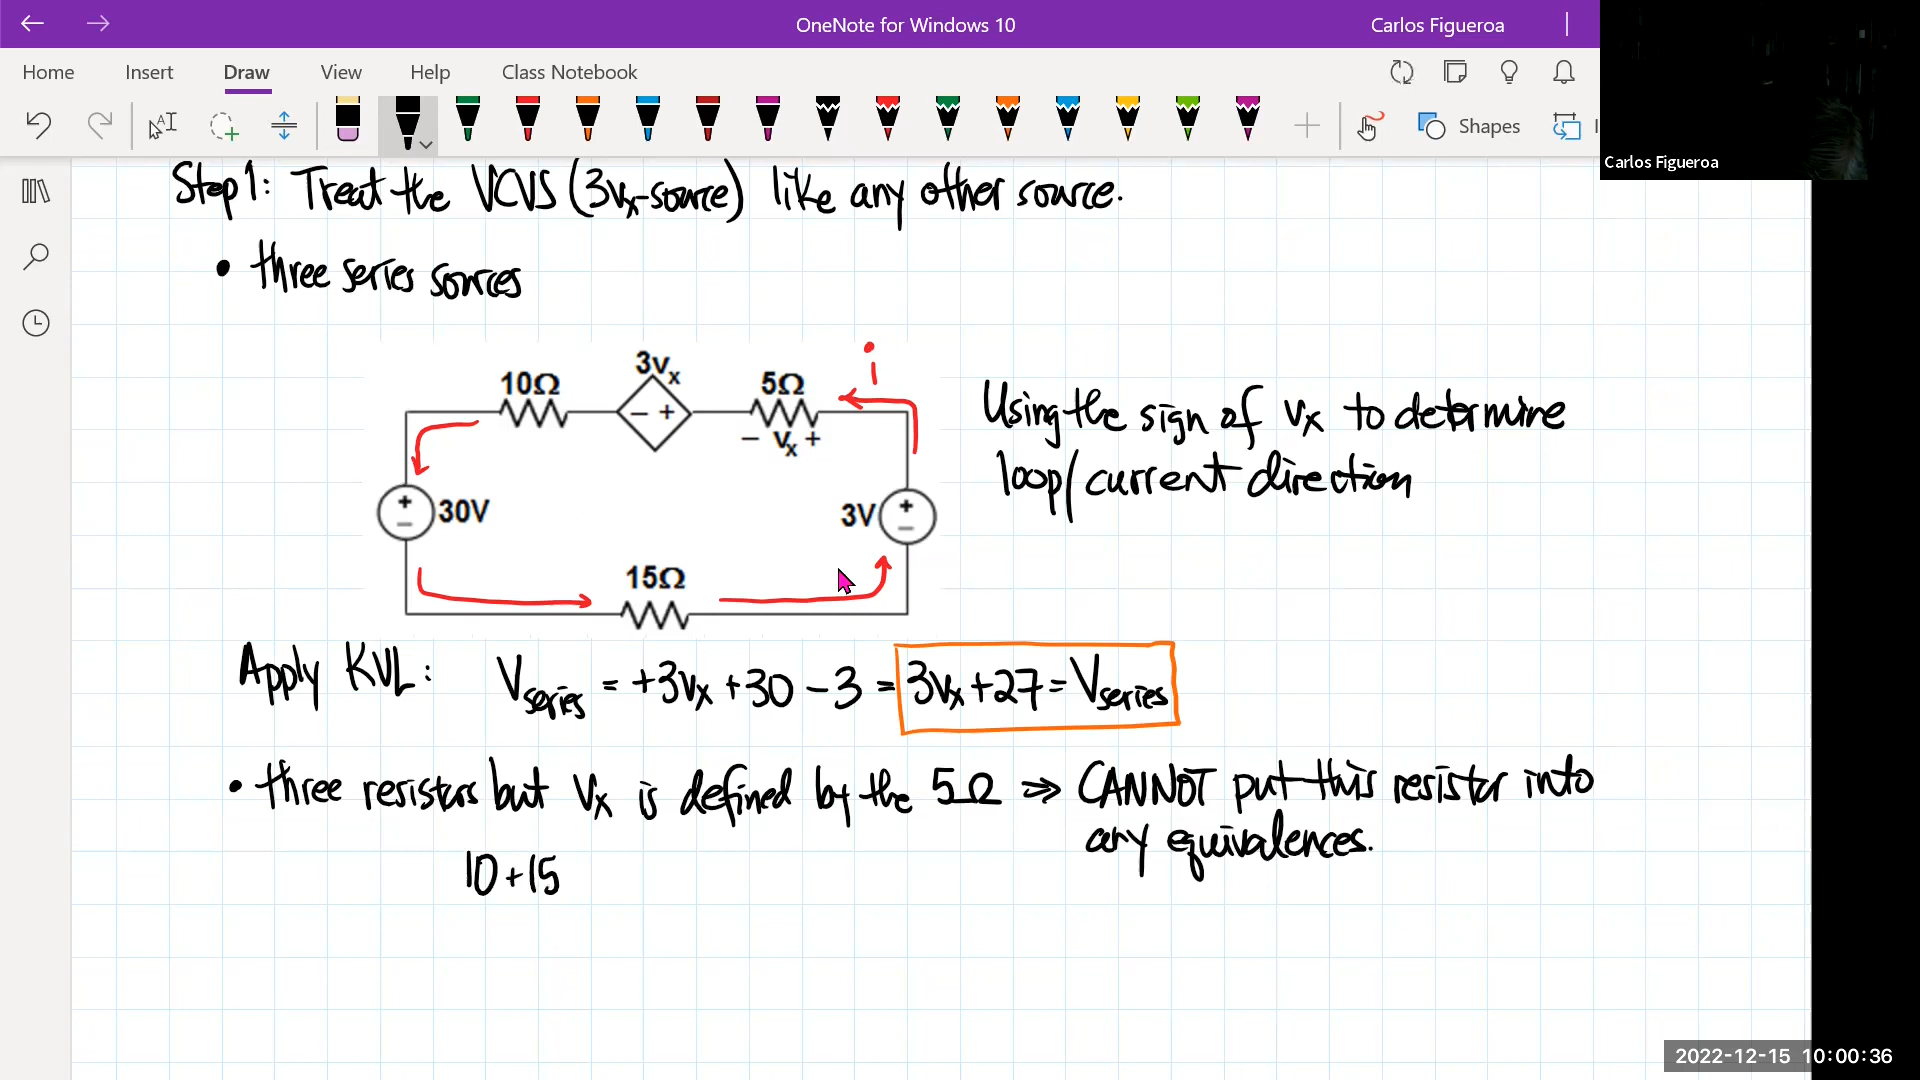 OneNote for Windows 10
Carlos Figueroa
Home Insert Draw View Help Class Notebook
Shapes
Carlos Figueroa
Step 1: Treat the VCVS (3vx-source) like any other source.
• three series sources
10Ω 3vx 5Ω i
− +
− Vx +
Using the sign of vx to determine
loop/current direction
+ − 30V
3V + −
15Ω
Apply KVL: Vseries = +3vx +30 −3 = 3vx+27 = Vseries
• three resistors but vx is defined by the 5Ω ⇒ CANNOT put this resistor into
any equivalences.
10+15
2022-12-15 10:00:36